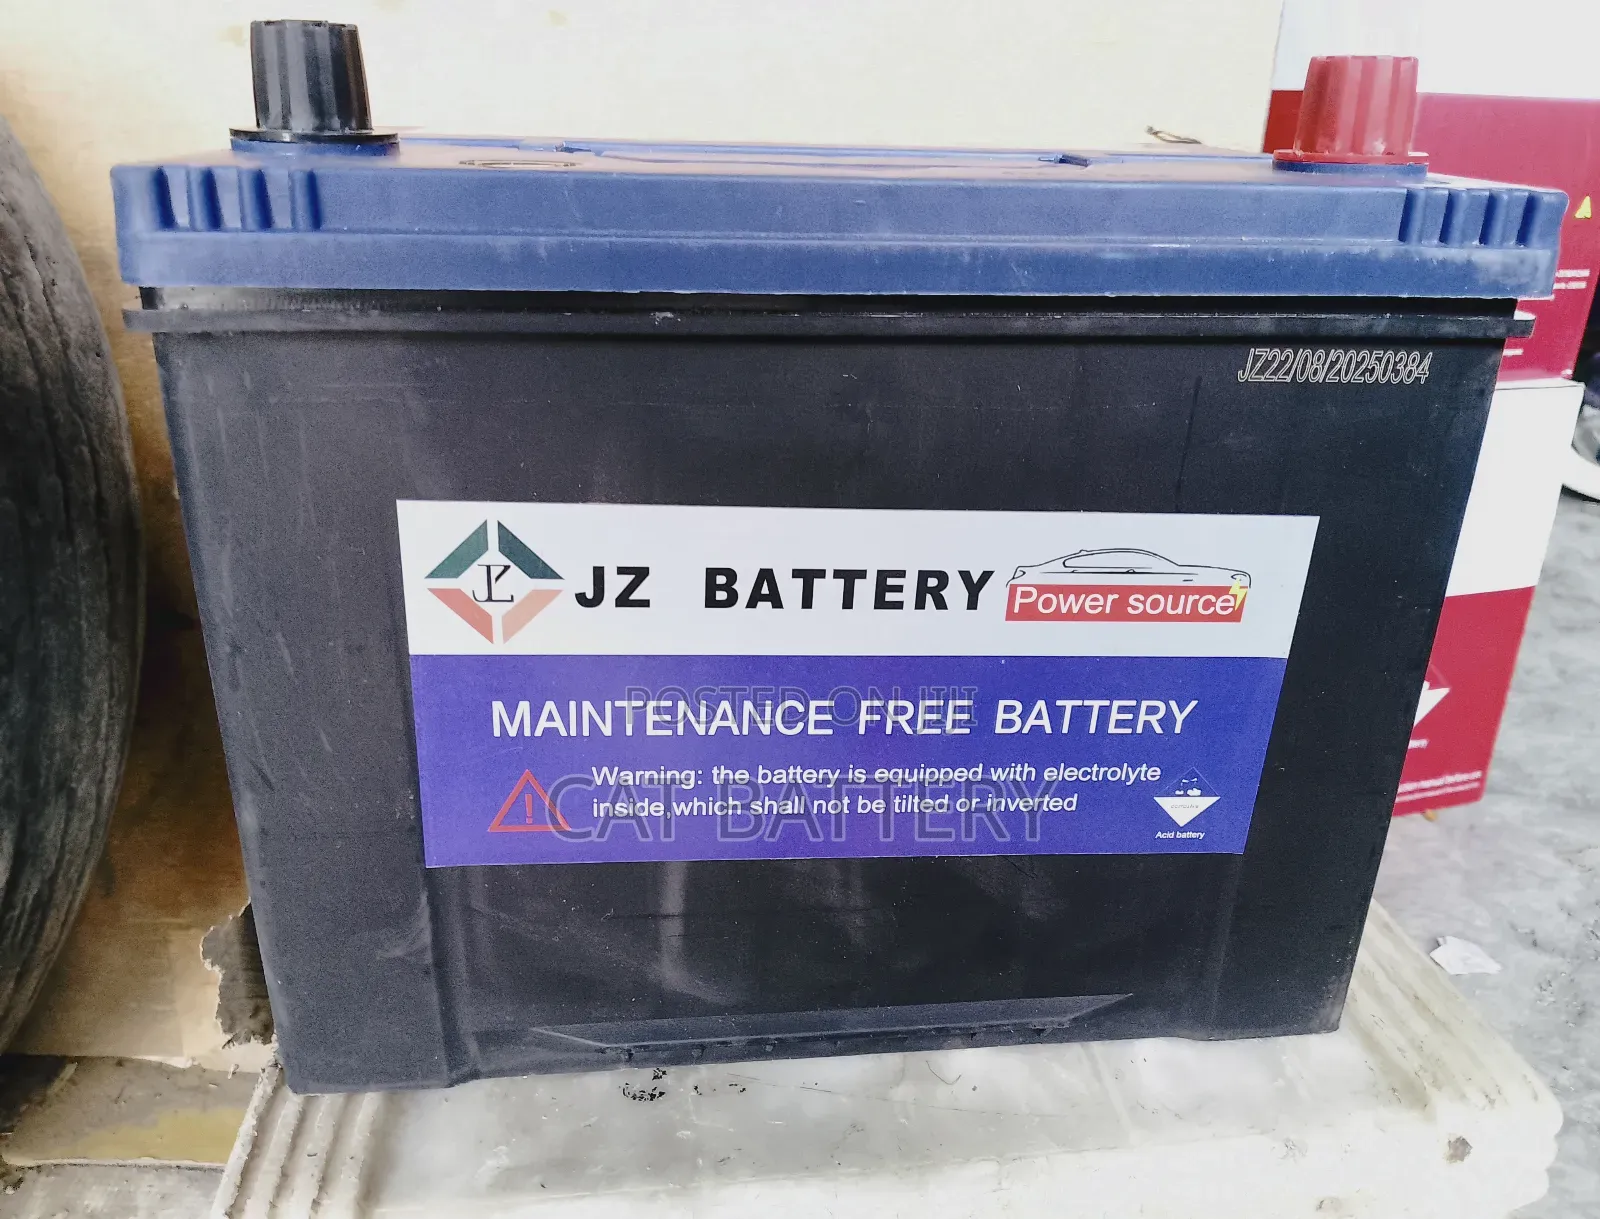 JZ22/08/20250384
JZ
JZ BATTERY
Power source
MAINTENANCE FREE BATTERY
POSTED ON JIJI
Warning: the battery is equipped with electrolyte
inside,which shall not be tilted or inverted
CAT BATTERY
Acid battery